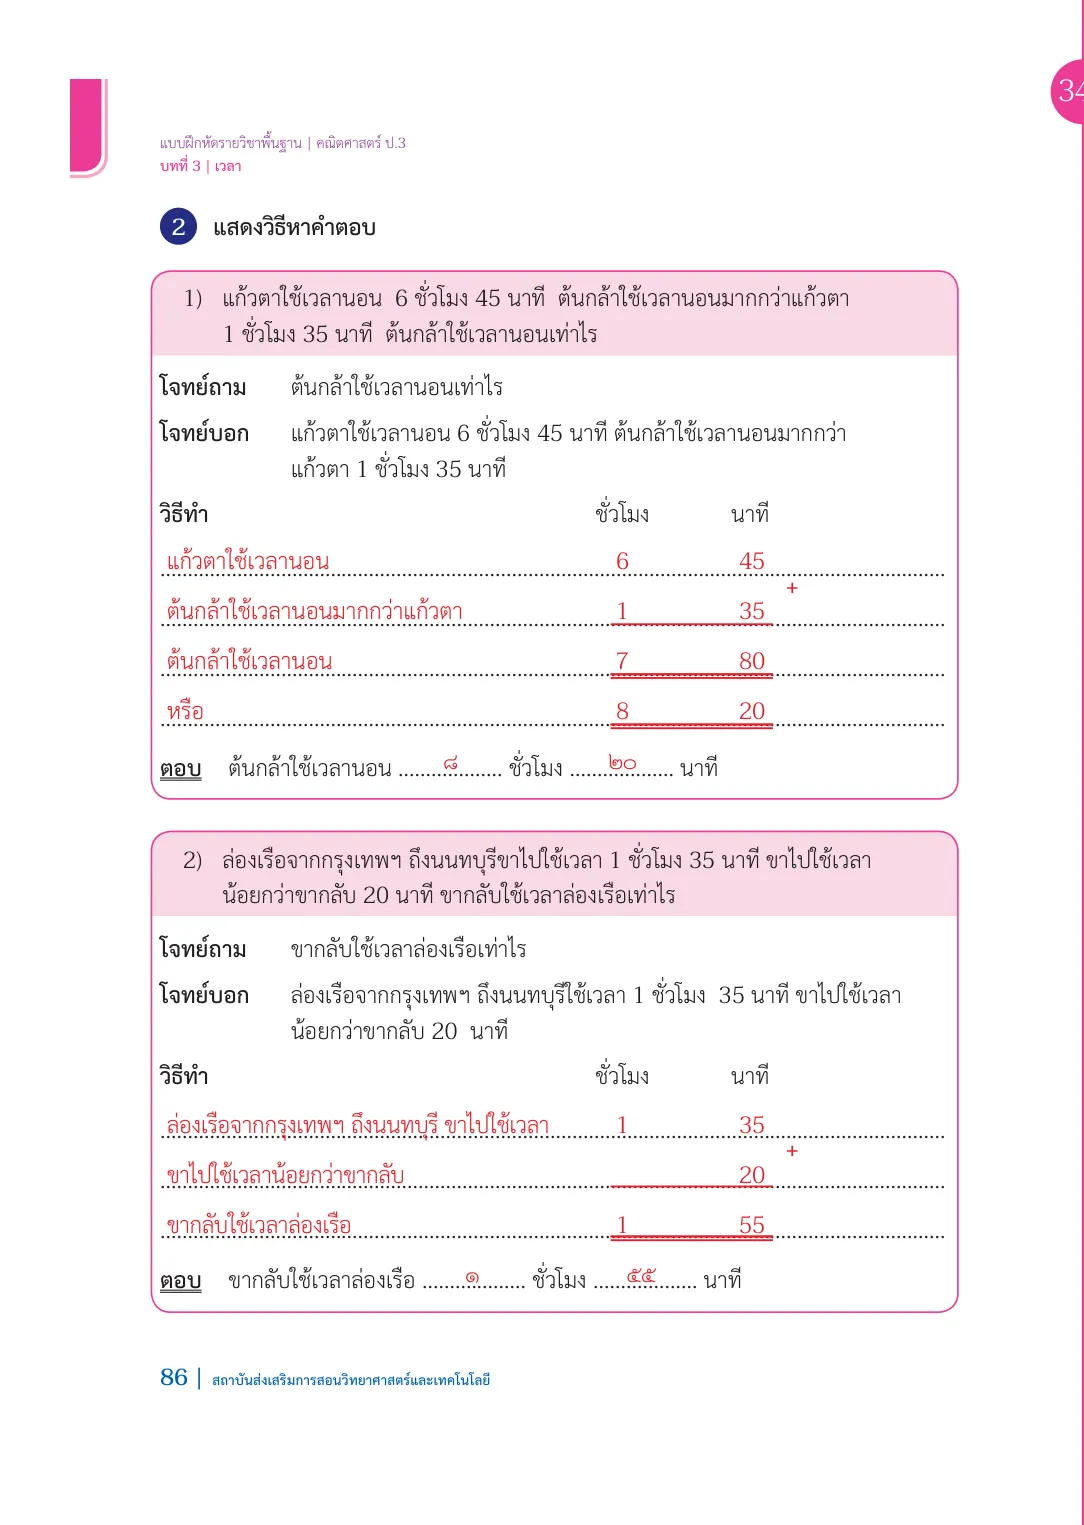 34
แบบฝึกหัดรายวิชาพื้นฐาน | คณิตศาสตร์ ป.3
บทที่ 3 | เวลา
2 แสดงวิธีหาคำตอบ
1) แก้วตาใช้เวลานอน 6 ชั่วโมง 45 นาที ต้นกล้าใช้เวลานอนมากกว่าแก้วตา
1 ชั่วโมง 35 นาที ต้นกล้าใช้เวลานอนเท่าไร
โจทย์ถาม ต้นกล้าใช้เวลานอนเท่าไร
โจทย์บอก แก้วตาใช้เวลานอน 6 ชั่วโมง 45 นาที ต้นกล้าใช้เวลานอนมากกว่า
แก้วตา 1 ชั่วโมง 35 นาที
วิธีทำ ชั่วโมง นาที
แก้วตาใช้เวลานอน 6 45
+
ต้นกล้าใช้เวลานอนมากกว่าแก้วตา 1 35
ต้นกล้าใช้เวลานอน 7 80
หรือ 8 20
ตอบ ต้นกล้าใช้เวลานอน ........๘........ ชั่วโมง ........๒๐........ นาที
2) ล่องเรือจากกรุงเทพฯ ถึงนนทบุรีขาไปใช้เวลา 1 ชั่วโมง 35 นาที ขาไปใช้เวลา
น้อยกว่าขากลับ 20 นาที ขากลับใช้เวลาล่องเรือเท่าไร
โจทย์ถาม ขากลับใช้เวลาล่องเรือเท่าไร
โจทย์บอก ล่องเรือจากกรุงเทพฯ ถึงนนทบุรีใช้เวลา 1 ชั่วโมง 35 นาที ขาไปใช้เวลา
น้อยกว่าขากลับ 20 นาที
วิธีทำ ชั่วโมง นาที
ล่องเรือจากกรุงเทพฯ ถึงนนทบุรี ขาไปใช้เวลา 1 35
+
ขาไปใช้เวลาน้อยกว่าขากลับ 20
ขากลับใช้เวลาล่องเรือ 1 55
ตอบ ขากลับใช้เวลาล่องเรือ ........๑........ ชั่วโมง ........๕๕........ นาที
86 | สถาบันส่งเสริมการสอนวิทยาศาสตร์และเทคโนโลยี